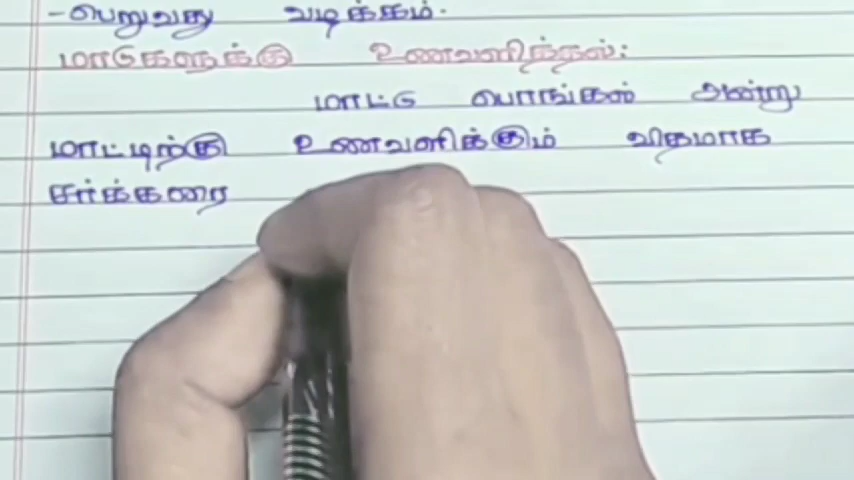 -பெறுவது வழக்கம்.
மாடுகளுக்கு உணவளித்தல்:
மாட்டு பொங்கல் அன்று
மாட்டிற்கு உணவளிக்கும் விதமாக
சர்க்கரை